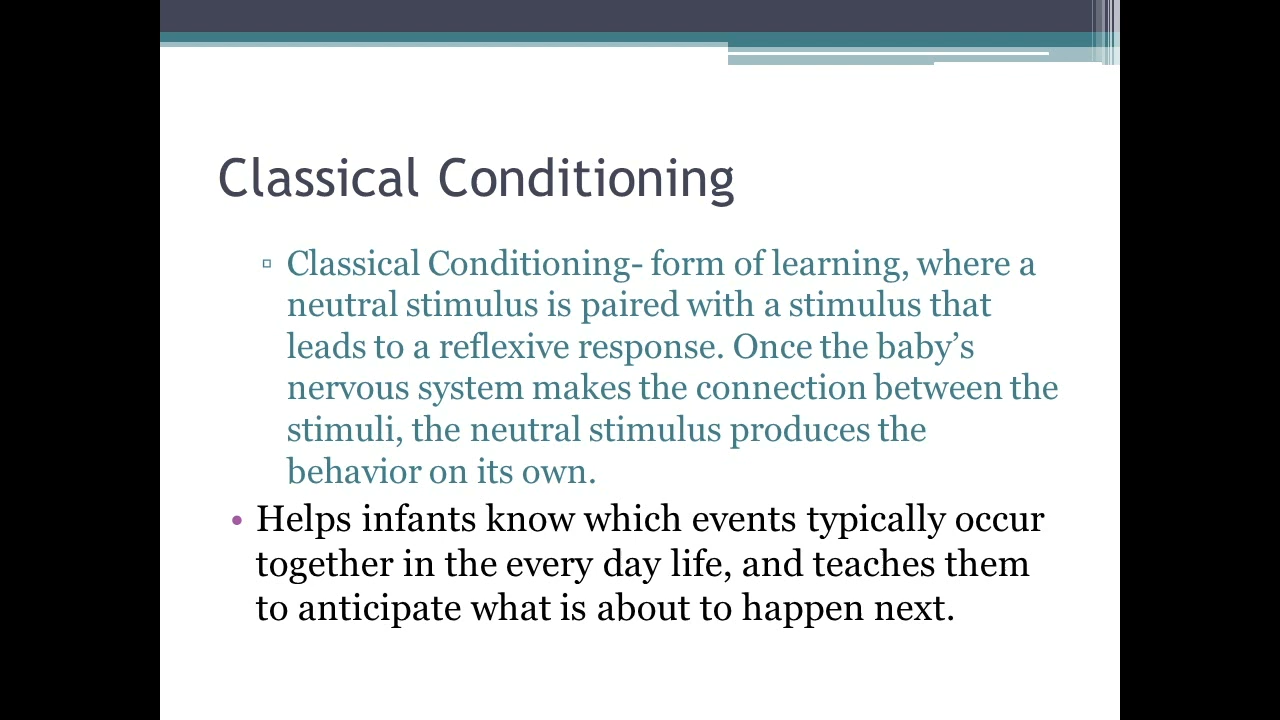 Classical Conditioning
▫ Classical Conditioning- form of learning, where a
neutral stimulus is paired with a stimulus that
leads to a reflexive response. Once the baby’s
nervous system makes the connection between the
stimuli, the neutral stimulus produces the
behavior on its own.
• Helps infants know which events typically occur
together in the every day life, and teaches them
to anticipate what is about to happen next.